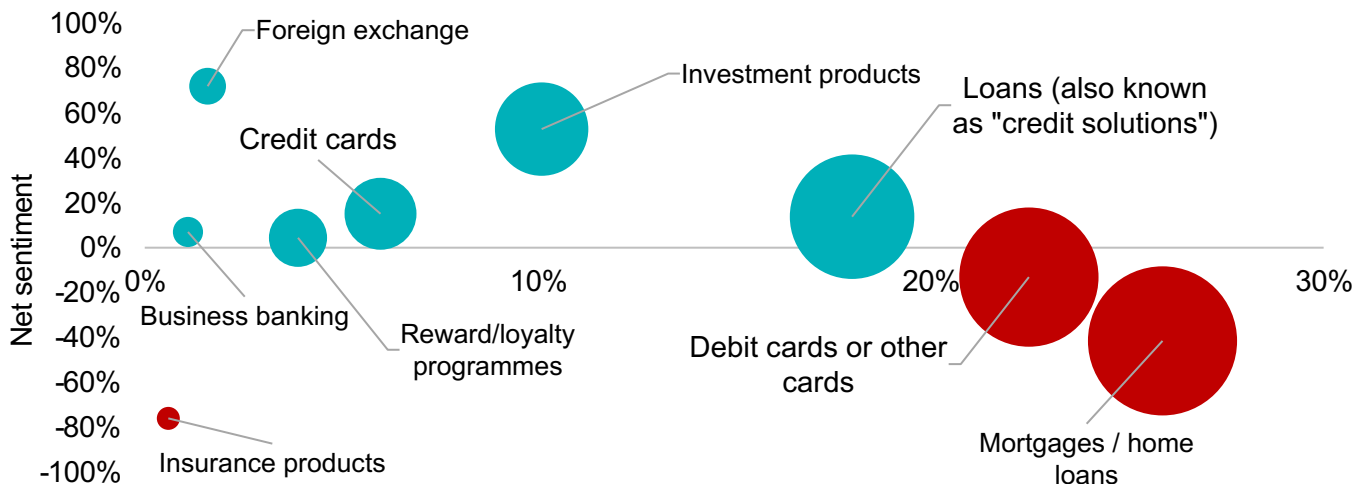 100%
80%
60%
40%
20%
0%
-20%
-40%
-60%
-80%
-100%
Net sentiment
0%
10%
20%
30%
Foreign exchange
Investment products
Loans (also known
as "credit solutions")
Credit cards
Business banking
Reward/loyalty
programmes
Debit cards or other
cards
Mortgages / home
loans
Insurance products